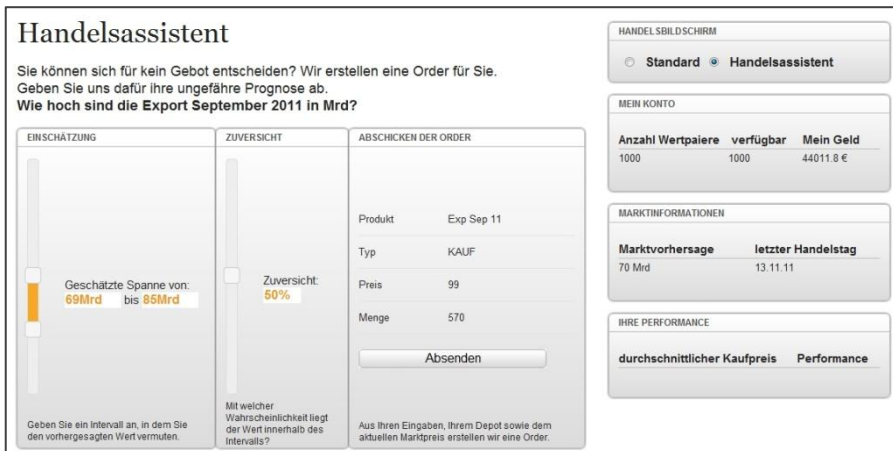 Handelsassistent
Sie können sich für kein Gebot entscheiden? Wir erstellen eine Order für Sie.
Geben Sie uns dafür ihre ungefähre Prognose ab.
Wie hoch sind die Export September 2011 in Mrd?
EINSCHÄTZUNG
Geschätzte Spanne von:
69Mrd bis 85Mrd
Geben Sie ein Intervall an, in dem Sie
den vorhergesagten Wert vermuten.
ZUVERSICHT
Zuversicht:
50%
Mit welcher
Wahrscheinlichkeit liegt
der Wert innerhalb des
Intervalls?
ABSCHICKEN DER ORDER
Produkt Exp Sep 11
Typ KAUF
Preis 99
Menge 570
Absenden
Aus Ihren Eingaben, Ihrem Depot sowie dem
aktuellen Marktpreis erstellen wir eine Order.
HANDELSBILDSCHIRM
Standard Handelsassistent
MEIN KONTO
Anzahl Wertpaiere verfügbar Mein Geld
1000 1000 44011.8 €
MARKTINFORMATIONEN
Marktvorhersage letzter Handelstag
70 Mrd 13.11.11
IHRE PERFORMANCE
durchschnittlicher Kaufpreis Performance